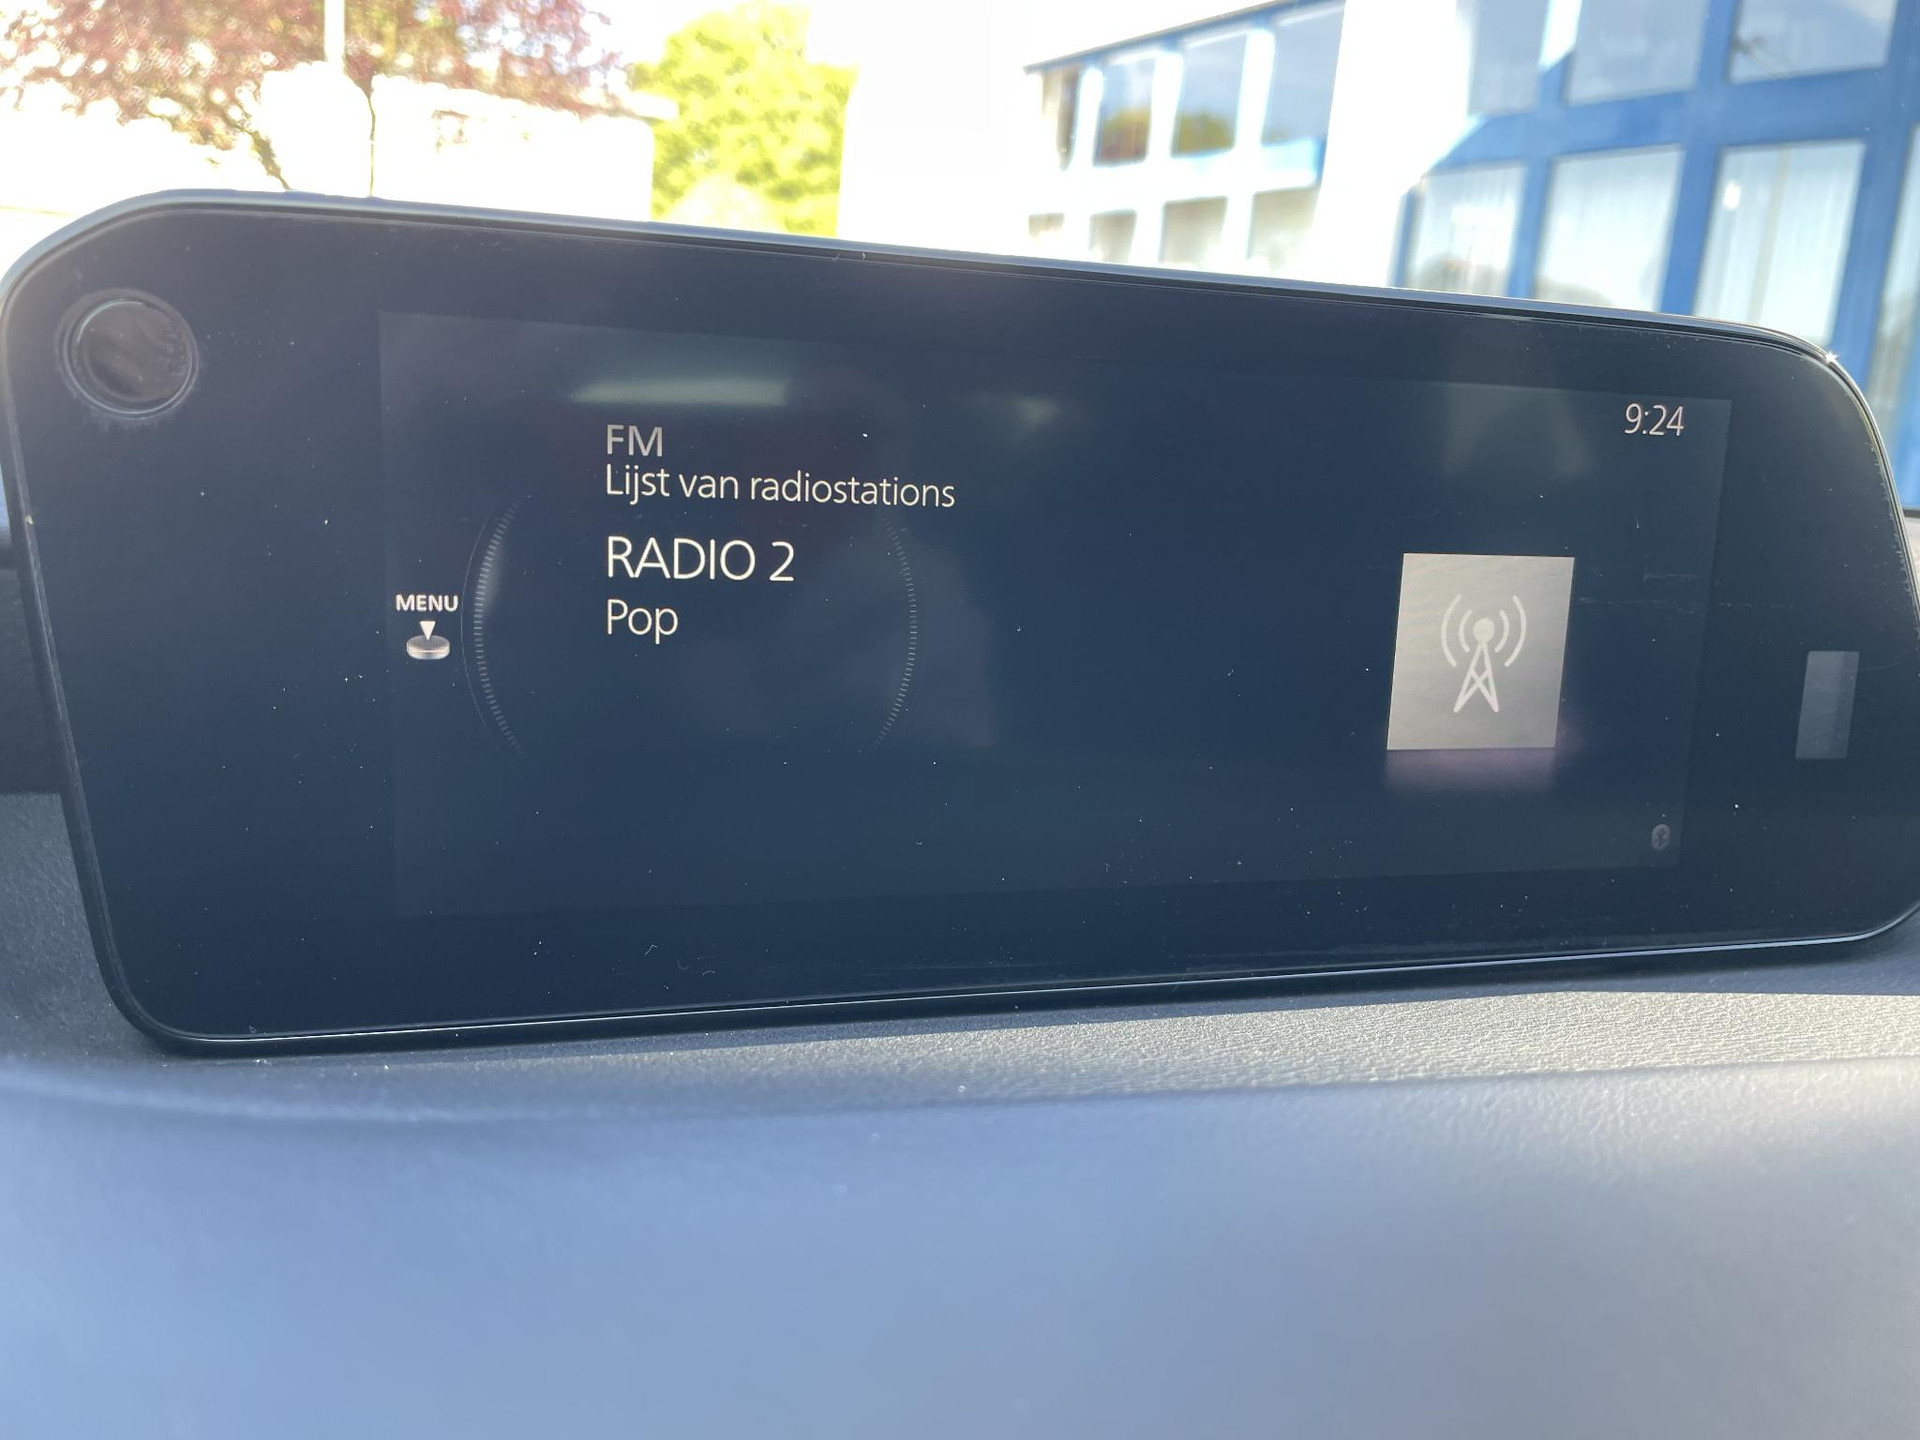 9:24
FM
Lijst van radiostations
RADIO 2
Pop
MENU